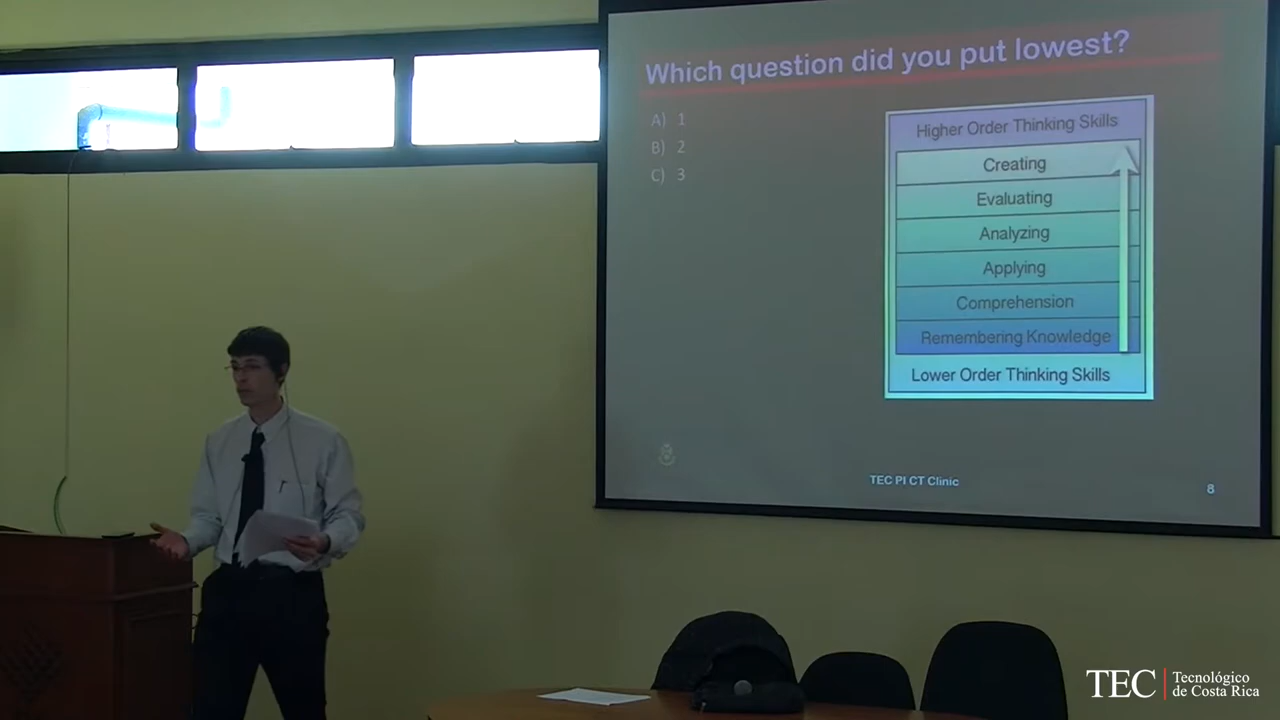 Which question did you put lowest?
A) 1
B) 2
C) 3
Higher Order Thinking Skills
Creating
Evaluating
Analyzing
Applying
Comprehension
Remembering Knowledge
Lower Order Thinking Skills
TEC PI CT Clinic
8
TEC
Tecnológico
de Costa Rica